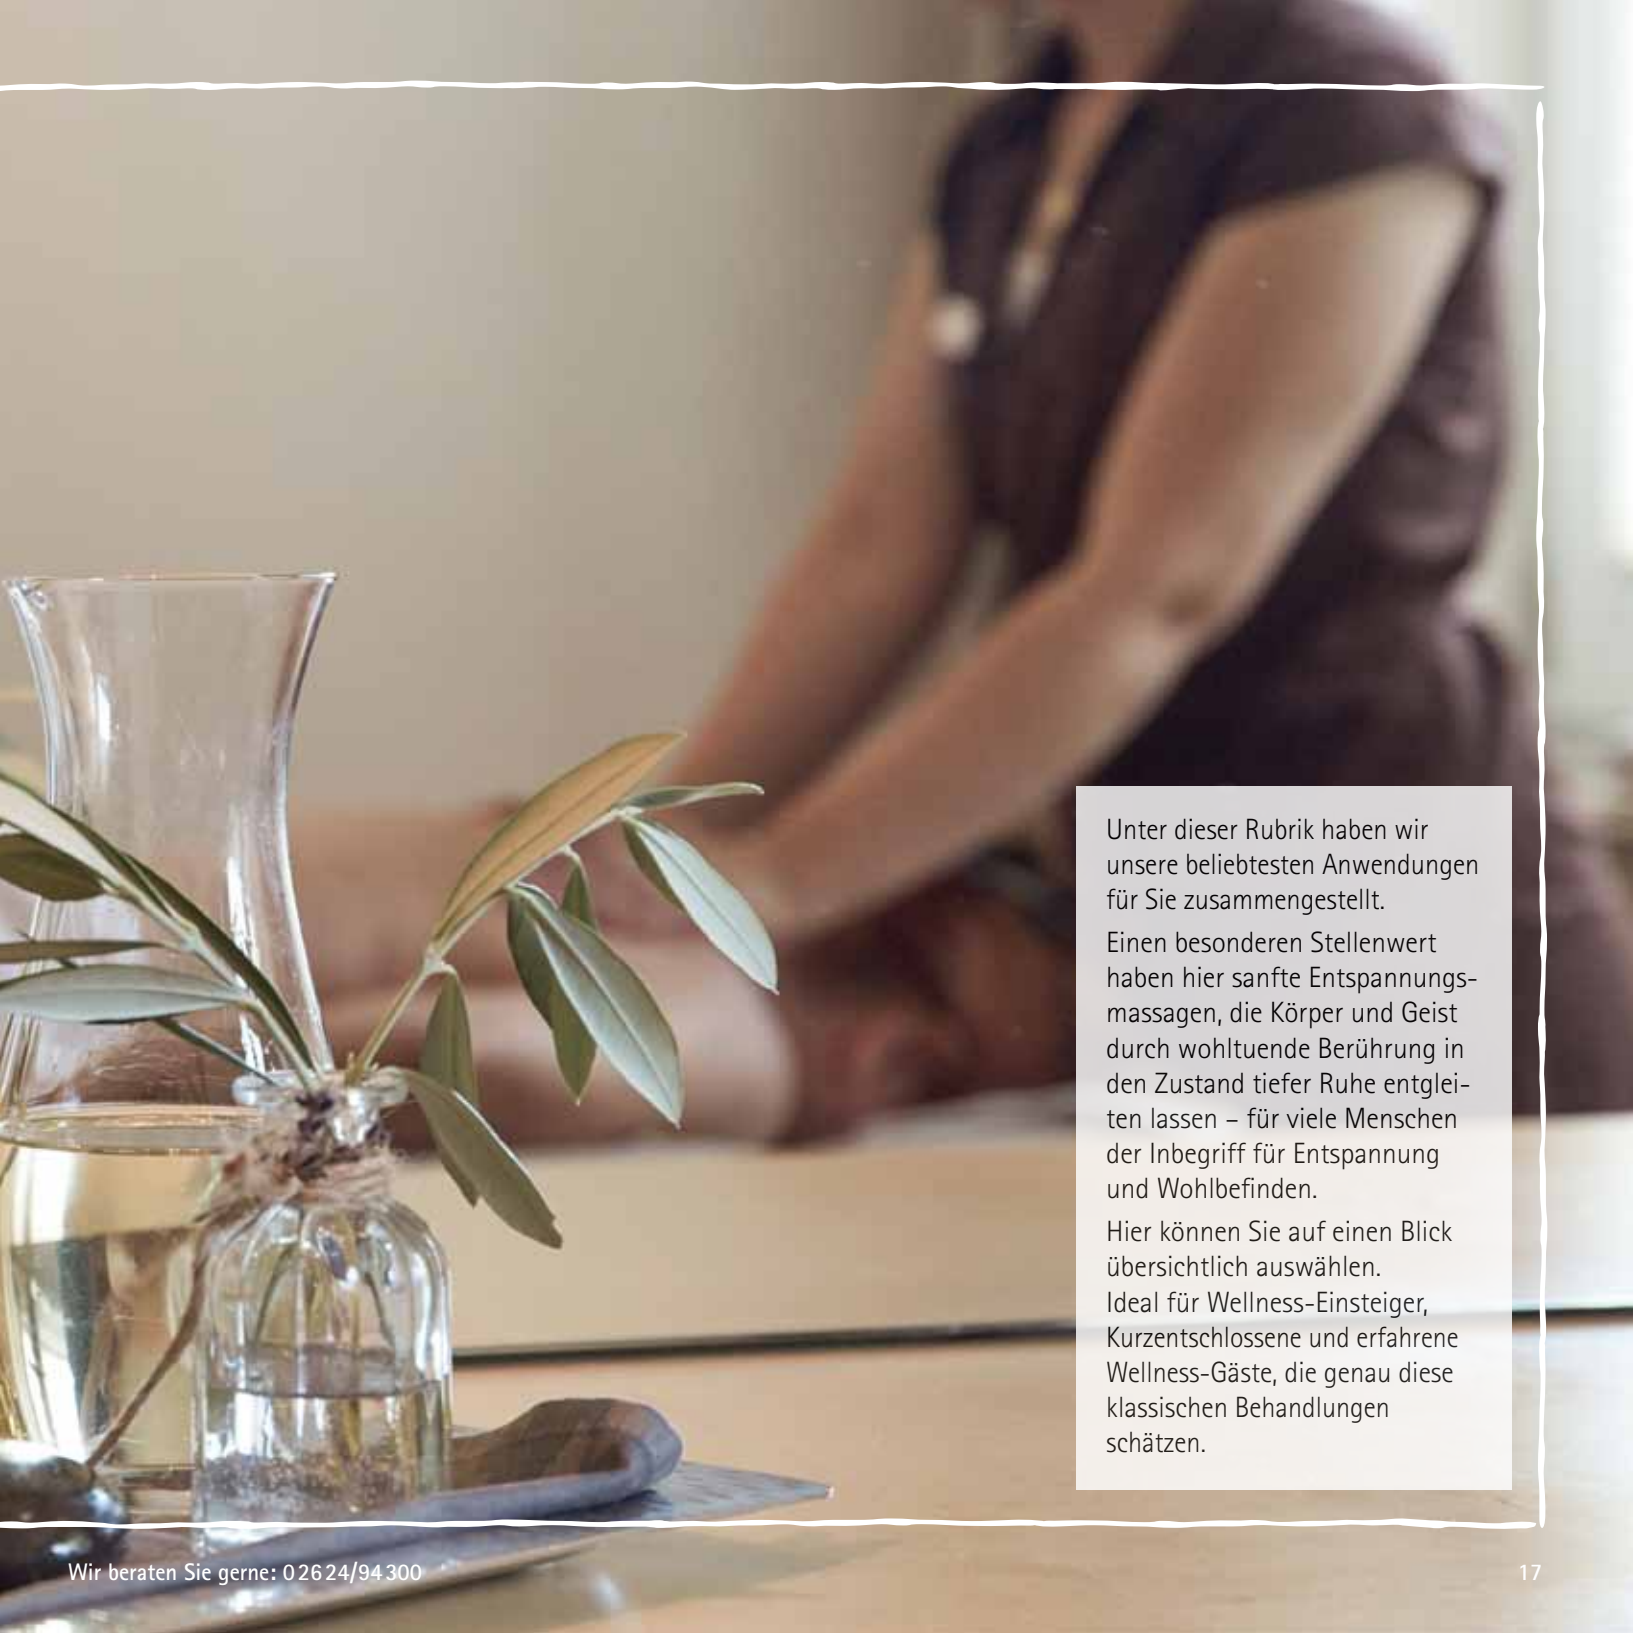 Unter dieser Rubrik haben wir
unsere beliebtesten Anwendungen
für Sie zusammengestellt.
Einen besonderen Stellenwert
haben hier sanfte Entspannungs-
massagen, die Körper und Geist
durch wohltuende Berührung in
den Zustand tiefer Ruhe entglei-
ten lassen – für viele Menschen
der Inbegriff für Entspannung
und Wohlbefinden.
Hier können Sie auf einen Blick
übersichtlich auswählen.
Ideal für Wellness-Einsteiger,
Kurzentschlossene und erfahrene
Wellness-Gäste, die genau diese
klassischen Behandlungen
schätzen.
Wir beraten Sie gerne: 02624/94300
17